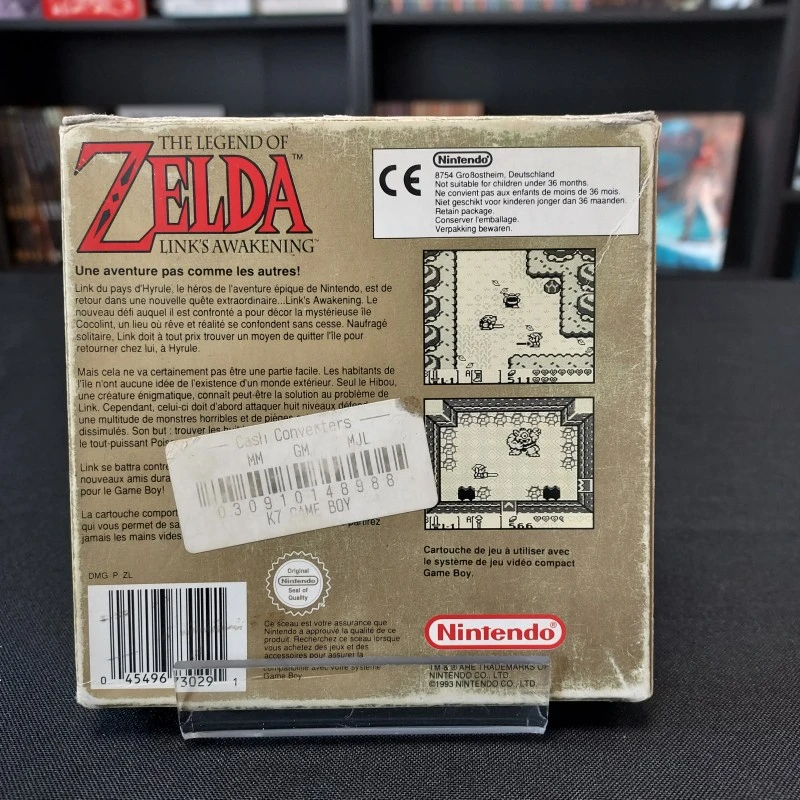 THE LEGEND OF
ZELDA™
LINK'S AWAKENING™
Une aventure pas comme les autres!
Link du pays d'Hyrule, le héros de l'aventure épique de Nintendo, est de
retour dans une nouvelle quête extraordinaire...Link's Awakening. Le
nouveau défi auquel il est confronté a pour décor la mystérieuse île
Cocolint, un lieu où rêve et réalité se confondent sans cesse. Naufragé
solitaire, Link doit à tout prix trouver un moyen de quitter l'île pour
retourner chez lui, à Hyrule.
Mais cela ne va certainement pas être une partie facile. Les habitants de
l'île n'ont aucune idée de l'existence d'un monde extérieur. Seul le Hibou,
une créature énigmatique, connaît peut-être la solution au problème de
Link. Cependant, celui-ci doit d'abord attaquer huit niveaux
une multitude de monstres horribles et de
dissimulés. Son but : trouver les
le tout-puissant
Link se battra
nouveaux amis
pour le Game Boy!
La cartouche
qui vous permet de
jamais les mains
Cash Converters
MM GM MJL
030910148988
K7 GAME BOY
DMG P ZL
0 45496 73029 1
Original
Nintendo
Seal of
Quality
Ce sceau est votre assurance que
Nintendo a approuvé la qualité de ce
produit. Recherchez ce sceau lorsque
vous achetez des jeux et des
accessoires pour assurer la
compatibilité avec votre système
Game Boy.
CE
Nintendo®
8754 Großostheim, Deutschland
Not suitable for children under 36 months.
Ne convient pas aux enfants de moins de 36 mois.
Niet geschikt voor kinderen jonger dan 36 maanden.
Retain package.
Conserver l'emballage.
Verpackung bewaren.
511
566
Cartouche de jeu à utiliser avec
le système de jeu vidéo compact
Game Boy.
Nintendo®
TM & ® ARE TRADEMARKS OF
NINTENDO CO., LTD.
©1993 NINTENDO CO., LTD.